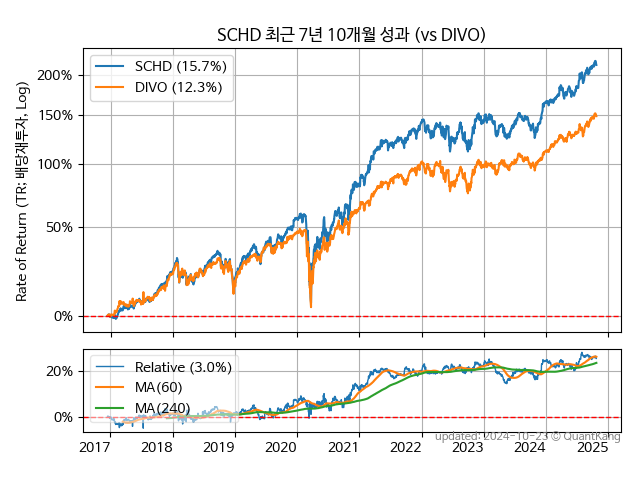 SCHD 최근 7년 10개월 성과 (vs DIVO)
Rate of Return (TR: 배당재투자, Log)
SCHD (15.7%)
DIVO (12.3%)
200%
150%
100%
50%
0%
Relative (3.0%)
MA(60)
MA(240)
20%
0%
2017 2018 2019 2020 2021 2022 2023 2024 2025
updated: 2024-10-23 © QuantKang